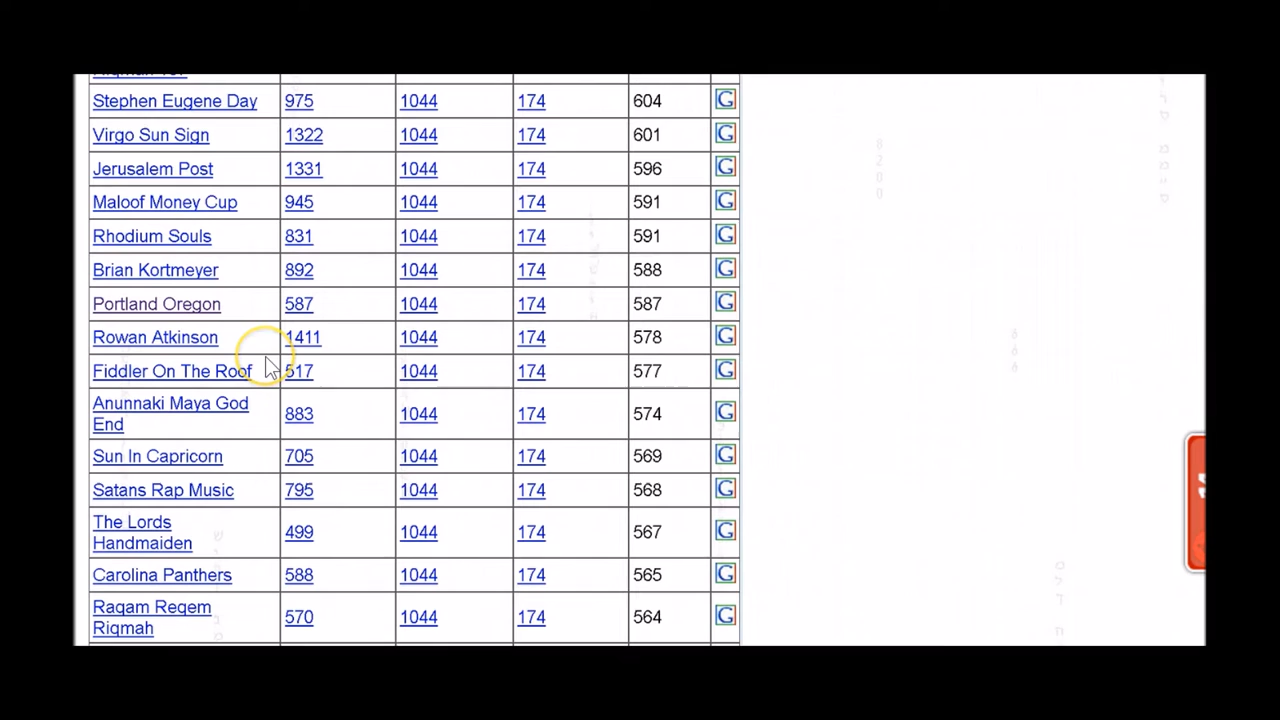 Stephen Eugene Day 975 1044 174 604 G
Virgo Sun Sign 1322 1044 174 601 G
Jerusalem Post 1331 1044 174 596 G
Maloof Money Cup 945 1044 174 591 G
Rhodium Souls 831 1044 174 591 G
Brian Kortmeyer 892 1044 174 588 G
Portland Oregon 587 1044 174 587 G
Rowan Atkinson 1411 1044 174 578 G
Fiddler On The Roof 517 1044 174 577 G
Anunnaki Maya God
End 883 1044 174 574 G
Sun In Capricorn 705 1044 174 569 G
Satans Rap Music 795 1044 174 568 G
The Lords
Handmaiden 499 1044 174 567 G
Carolina Panthers 588 1044 174 565 G
Raqam Reqem
Riqmah 570 1044 174 564 G